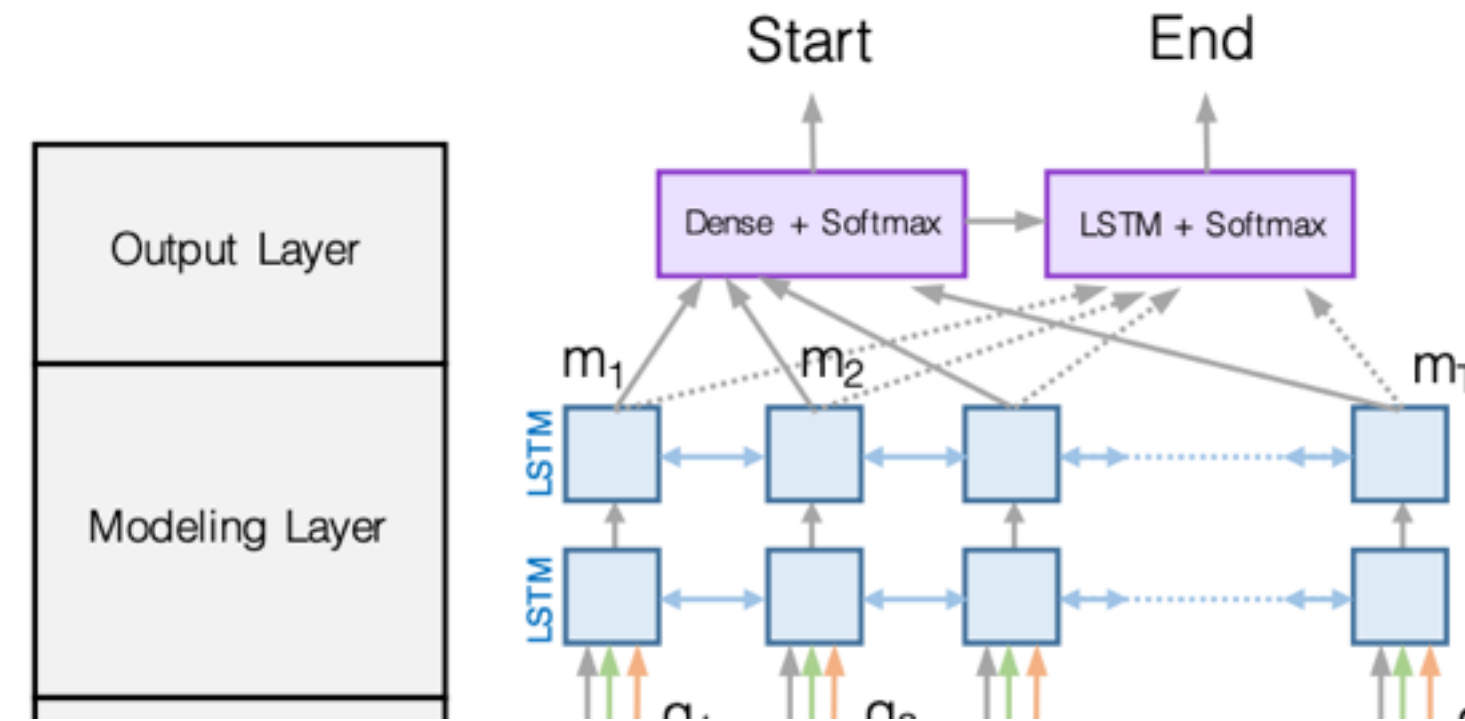 Start End
Dense + Softmax LSTM + Softmax
Output Layer
m1 m2
LSTM
Modeling Layer
LSTM